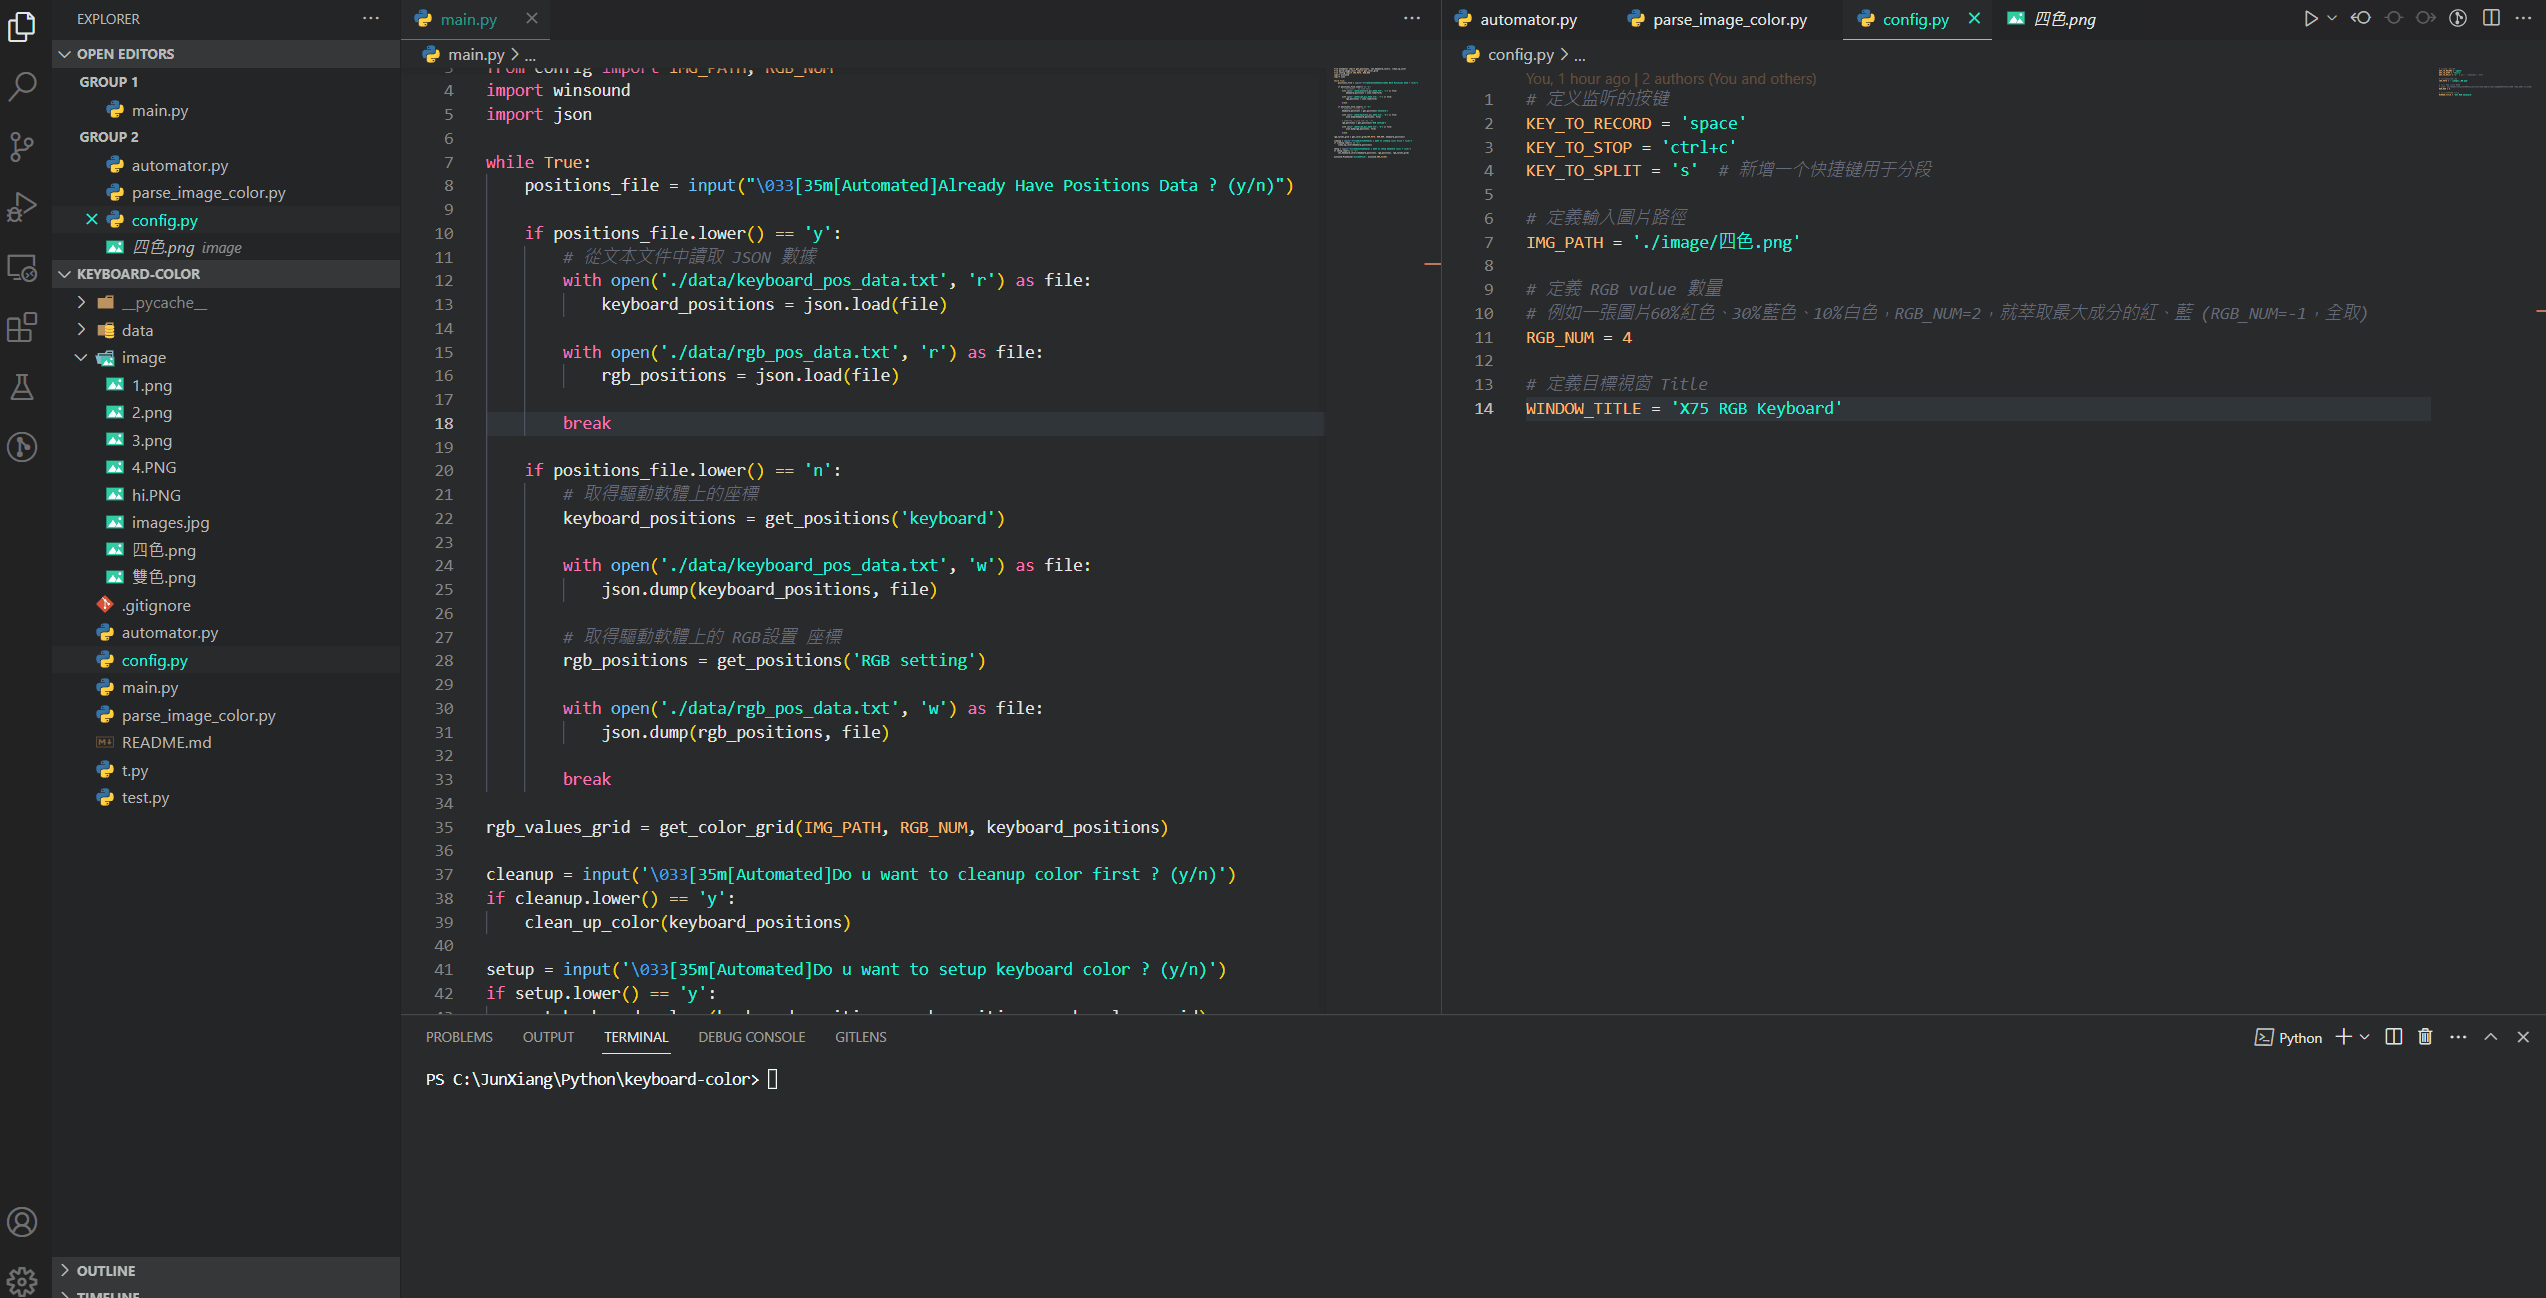 EXPLORER
OPEN EDITORS
GROUP 1
main.py
GROUP 2
automator.py
parse_image_color.py
config.py
四色.png image
KEYBOARD-COLOR
__pycache__
data
image
1.png
2.png
3.png
4.PNG
hi.PNG
images.jpg
四色.png
雙色.png
.gitignore
automator.py
config.py
main.py
parse_image_color.py
README.md
t.py
test.py
OUTLINE
TIMELINE
main.py
main.py > ...
3 from config import IMG_PATH, RGB_NUM
4 import winsound
5 import json
6
7 while True:
8 positions_file = input("\033[35m[Automated]Already Have Positions Data ? (y/n)")
9
10 if positions_file.lower() == 'y':
11 # 從文本文件中讀取 JSON 數據
12 with open('./data/keyboard_pos_data.txt', 'r') as file:
13 keyboard_positions = json.load(file)
14
15 with open('./data/rgb_pos_data.txt', 'r') as file:
16 rgb_positions = json.load(file)
17
18 break
19
20 if positions_file.lower() == 'n':
21 # 取得驅動軟體上的座標
22 keyboard_positions = get_positions('keyboard')
23
24 with open('./data/keyboard_pos_data.txt', 'w') as file:
25 json.dump(keyboard_positions, file)
26
27 # 取得驅動軟體上的 RGB設置 座標
28 rgb_positions = get_positions('RGB setting')
29
30 with open('./data/rgb_pos_data.txt', 'w') as file:
31 json.dump(rgb_positions, file)
32
33 break
34
35 rgb_values_grid = get_color_grid(IMG_PATH, RGB_NUM, keyboard_positions)
36
37 cleanup = input('\033[35m[Automated]Do u want to cleanup color first ? (y/n)')
38 if cleanup.lower() == 'y':
39 clean_up_color(keyboard_positions)
40
41 setup = input('\033[35m[Automated]Do u want to setup keyboard color ? (y/n)')
42 if setup.lower() == 'y':
automator.py
parse_image_color.py
config.py
四色.png
config.py > ...
You, 1 hour ago | 2 authors (You and others)
1 # 定义监听的按键
2 KEY_TO_RECORD = 'space'
3 KEY_TO_STOP = 'ctrl+c'
4 KEY_TO_SPLIT = 's' # 新增一个快捷键用于分段
5
6 # 定義輸入圖片路徑
7 IMG_PATH = './image/四色.png'
8
9 # 定義 RGB value 數量
10 # 例如一張圖片60%紅色、30%藍色、10%白色，RGB_NUM=2，就萃取最大成分的紅、藍 (RGB_NUM=-1，全取)
11 RGB_NUM = 4
12
13 # 定義目標視窗 Title
14 WINDOW_TITLE = 'X75 RGB Keyboard'
PROBLEMS
OUTPUT
TERMINAL
DEBUG CONSOLE
GITLENS
Python
PS C:\JunXiang\Python\keyboard-color>